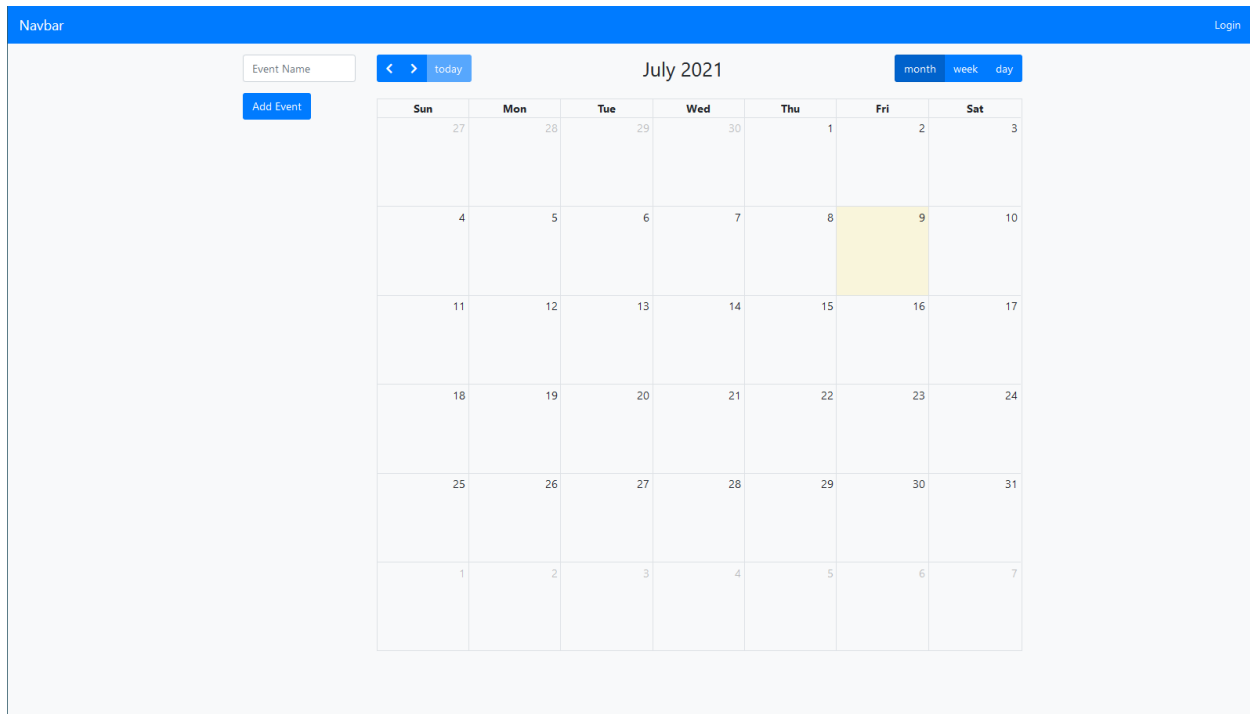 Navbar Login
Event Name today July 2021 month week day
Add Event
Sun Mon Tue Wed Thu Fri Sat
27 28 29 30 1 2 3
4 5 6 7 8 9 10
11 12 13 14 15 16 17
18 19 20 21 22 23 24
25 26 27 28 29 30 31
1 2 3 4 5 6 7